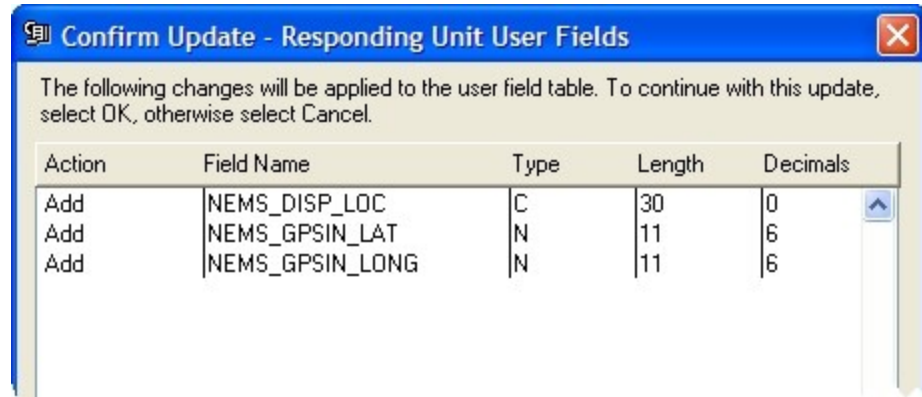 Confirm Update - Responding Unit User Fields
The following changes will be applied to the user field table. To continue with this update,
select OK, otherwise select Cancel.
Action Field Name Type Length Decimals
Add NEMS_DISP_LOC C 30 0
Add NEMS_GPSIN_LAT N 11 6
Add NEMS_GPSIN_LONG N 11 6